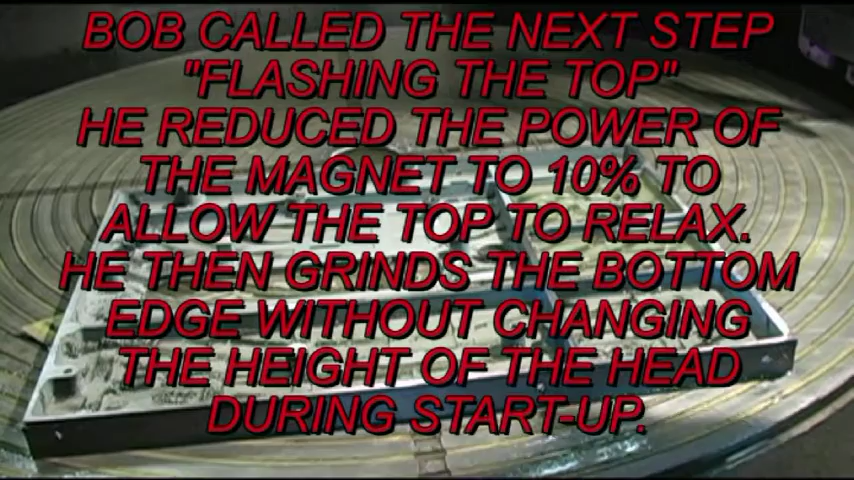 BOB CALLED THE NEXT STEP
"FLASHING THE TOP"
HE REDUCED THE POWER OF
THE MAGNET TO 10% TO
ALLOW THE TOP TO RELAX.
HE THEN GRINDS THE BOTTOM
EDGE WITHOUT CHANGING
THE HEIGHT OF THE HEAD
DURING START-UP.